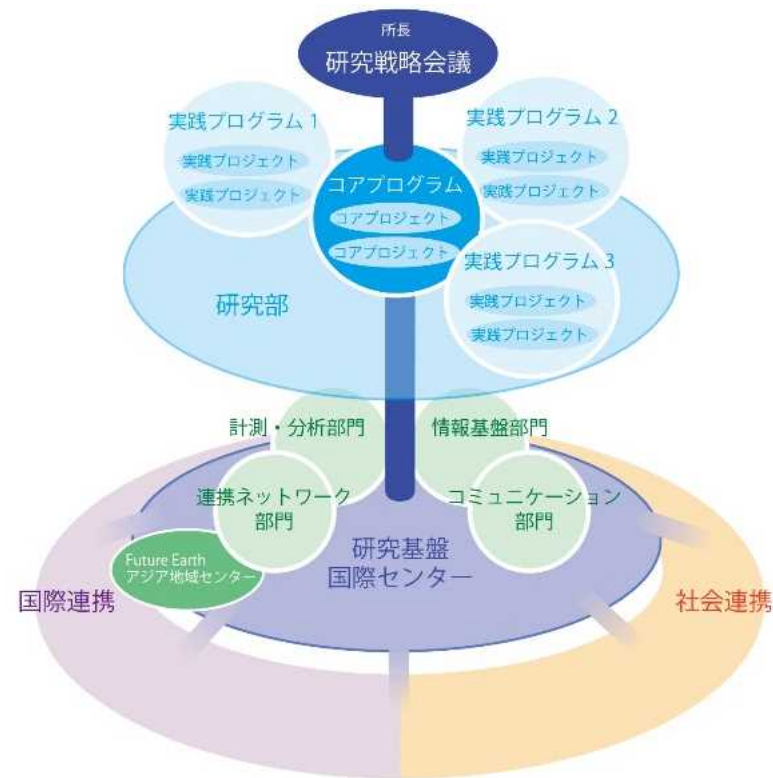 所長
研究戦略会議
実践プログラム 1
実践プロジェクト
実践プロジェクト
実践プログラム 2
実践プロジェクト
実践プロジェクト
コアプログラム
コアプロジェクト
コアプロジェクト
実践プログラム 3
実践プロジェクト
実践プロジェクト
研究部
計測・分析部門
情報基盤部門
連携ネットワーク
部門
コミュニケーション
部門
Future Earth
アジア地域センター
研究基盤
国際センター
国際連携
社会連携